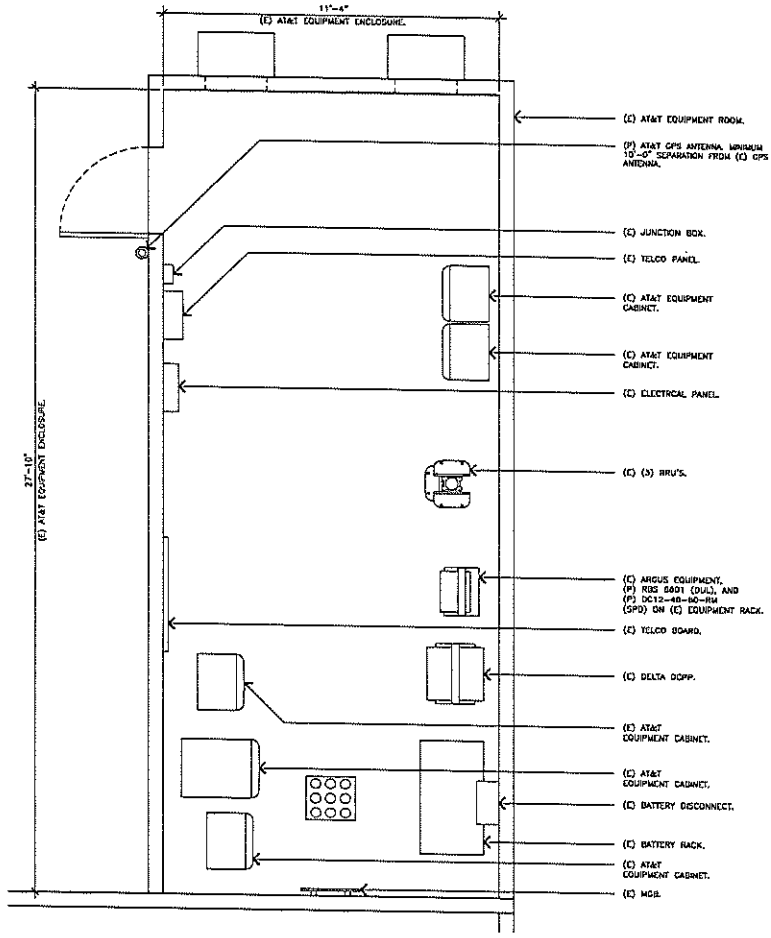 11'-4"
(E) AT&T EQUIPMENT ENCLOSURE.
27'-10"
(E) AT&T EQUIPMENT ENCLOSURE.
(E) AT&T EQUIPMENT ROOM.
(P) AT&T GPS ANTENNA. MINIMUM
10'-0" SEPARATION FROM (E) GPS
ANTENNA.
(E) JUNCTION BOX.
(E) TELCO PANEL.
(E) AT&T EQUIPMENT
CABINET.
(E) AT&T EQUIPMENT
CABINET.
(E) ELECTRICAL PANEL.
(E) (3) RRU'S.
(E) ARGUS EQUIPMENT,
(P) RBS 6601 (DUL), AND
(P) DC12-48-60-RM
(SPD) ON (E) EQUIPMENT RACK.
(E) TELCO BOARD.
(E) DELTA DCPP.
(E) AT&T
EQUIPMENT CABINET.
(E) AT&T
EQUIPMENT CABINET.
(E) BATTERY DISCONNECT.
(E) BATTERY RACK.
(E) AT&T
EQUIPMENT CABINET.
(E) MGB.